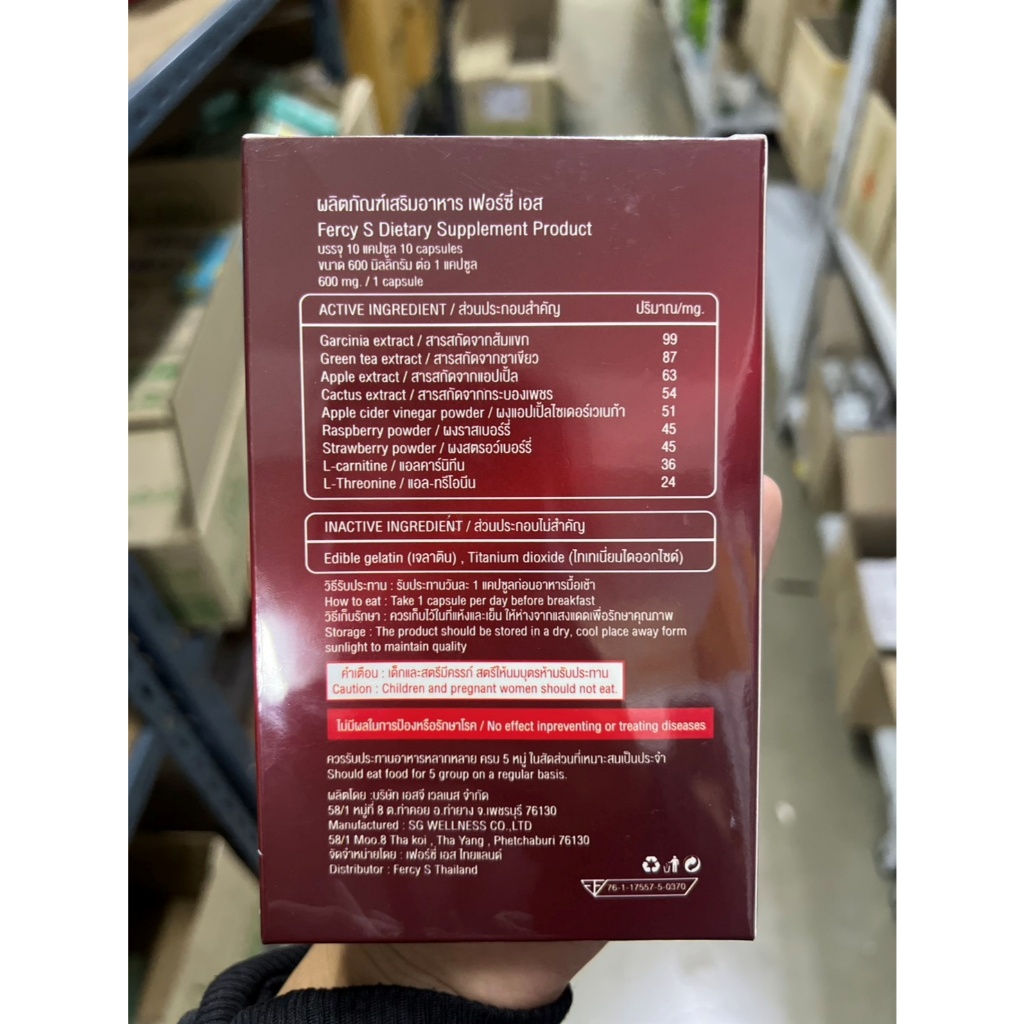 ผลิตภัณฑ์เสริมอาหาร เฟอร์ซี่ เอส
Fercy S Dietary Supplement Product
บรรจุ 10 แคปซูล 10 capsules
ขนาด 600 มิลลิกรัม ต่อ 1 แคปซูล
600 mg. / 1 capsule
ACTIVE INGREDIENT / ส่วนประกอบสำคัญ ปริมาณ/mg.
Garcinia extract / สารสกัดจากส้มแขก 99
Green tea extract / สารสกัดจากชาเขียว 87
Apple extract / สารสกัดจากแอปเปิ้ล 63
Cactus extract / สารสกัดจากกระบองเพชร 54
Apple cider vinegar powder / ผงแอปเปิ้ลไซเดอร์เวเนก้า 51
Raspberry powder / ผงราสเบอร์รี่ 45
Strawberry powder / ผงสตรอว์เบอร์รี่ 45
L-carnitine / แอลคาร์นิทีน 36
L-Threonine / แอล-ทรีโอนีน 24
INACTIVE INGREDIENT / ส่วนประกอบไม่สำคัญ
Edible gelatin (เจลาติน) , Titanium dioxide (ไทเทเนี่ยมไดออกไซด์)
วิธีรับประทาน : รับประทานวันละ 1 แคปซูลก่อนอาหารมื้อเช้า
How to eat : Take 1 capsule per day before breakfast
วิธีเก็บรักษา : ควรเก็บไว้ในที่แห้งและเย็น ให้ห่างจากแสงแดดเพื่อรักษาคุณภาพ
Storage : The product should be stored in a dry, cool place away form
sunlight to maintain quality
คำเตือน : เด็กและสตรีมีครรภ์ สตรีให้นมบุตรห้ามรับประทาน
Caution : Children and pregnant women should not eat.
ไม่มีผลในการป้องหรือรักษาโรค / No effect inpreventing or treating diseases
ควรรับประทานอาหารหลากหลาย ครบ 5 หมู่ ในสัดส่วนที่เหมาะสมเป็นประจำ
Should eat food for 5 group on a regular basis.
ผลิตโดย :บริษัท เอสจี เวลเนส จำกัด
58/1 หมู่ที่ 8 ต.ท่าคอย อ.ท่ายาง จ.เพชรบุรี 76130
Manufactured : SG WELLNESS CO.,LTD
58/1 Moo.8 Tha koi , Tha Yang , Phetchaburi 76130
จัดจำหน่ายโดย : เฟอร์ซี่ เอส ไทยแลนด์
Distributor : Fercy S Thailand
76-1-17557-5-0370